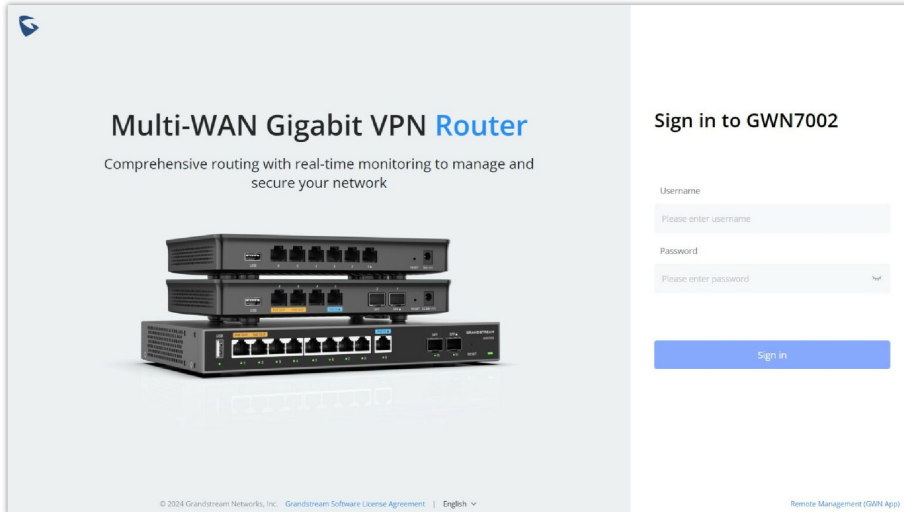 Multi-WAN Gigabit VPN Router
Comprehensive routing with real-time monitoring to manage and
secure your network
Sign in to GWN7002
Username
Please enter username
Password
Please enter password
Sign in
© 2024 Grandstream Networks, Inc. Grandstream Software License Agreement | English
Remote Management (GWN App)